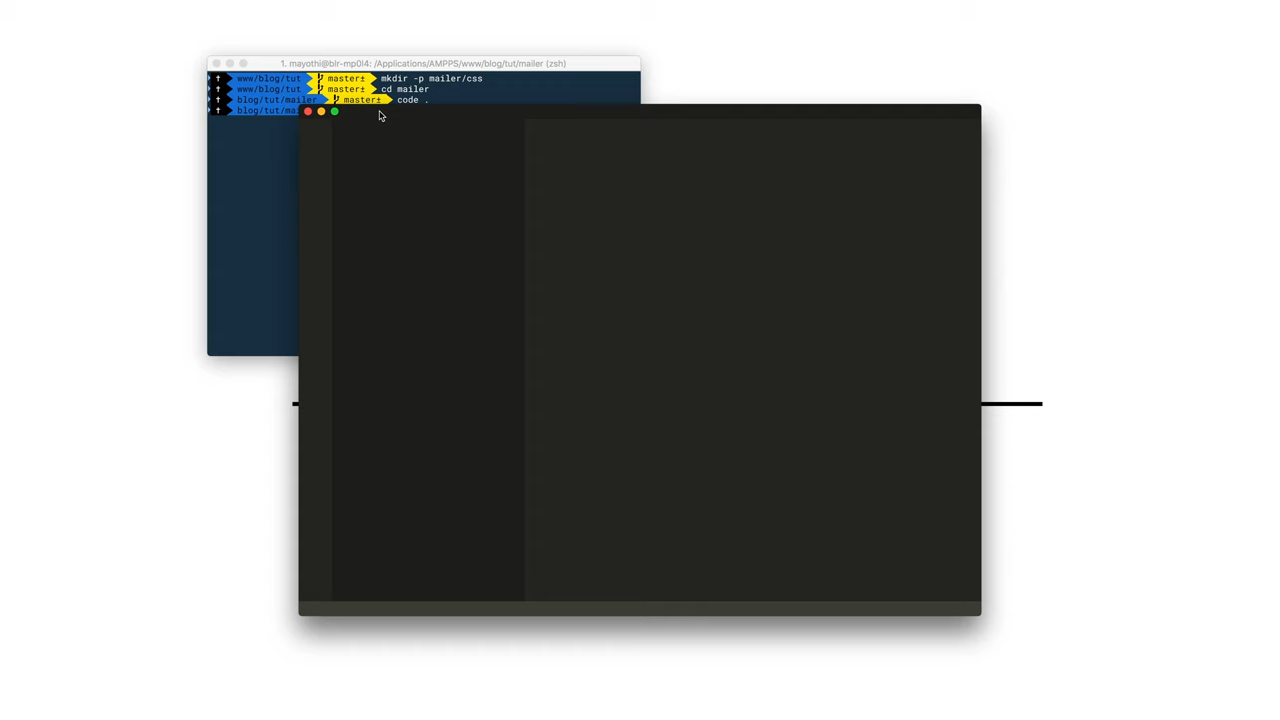 1. mayothi@blr-mp0l4: /Applications/AMPPS/www/blog/tut/mailer (zsh)
www/blog/tut master± mkdir -p mailer/css
www/blog/tut master± cd mailer
blog/tut/mailer master± code .